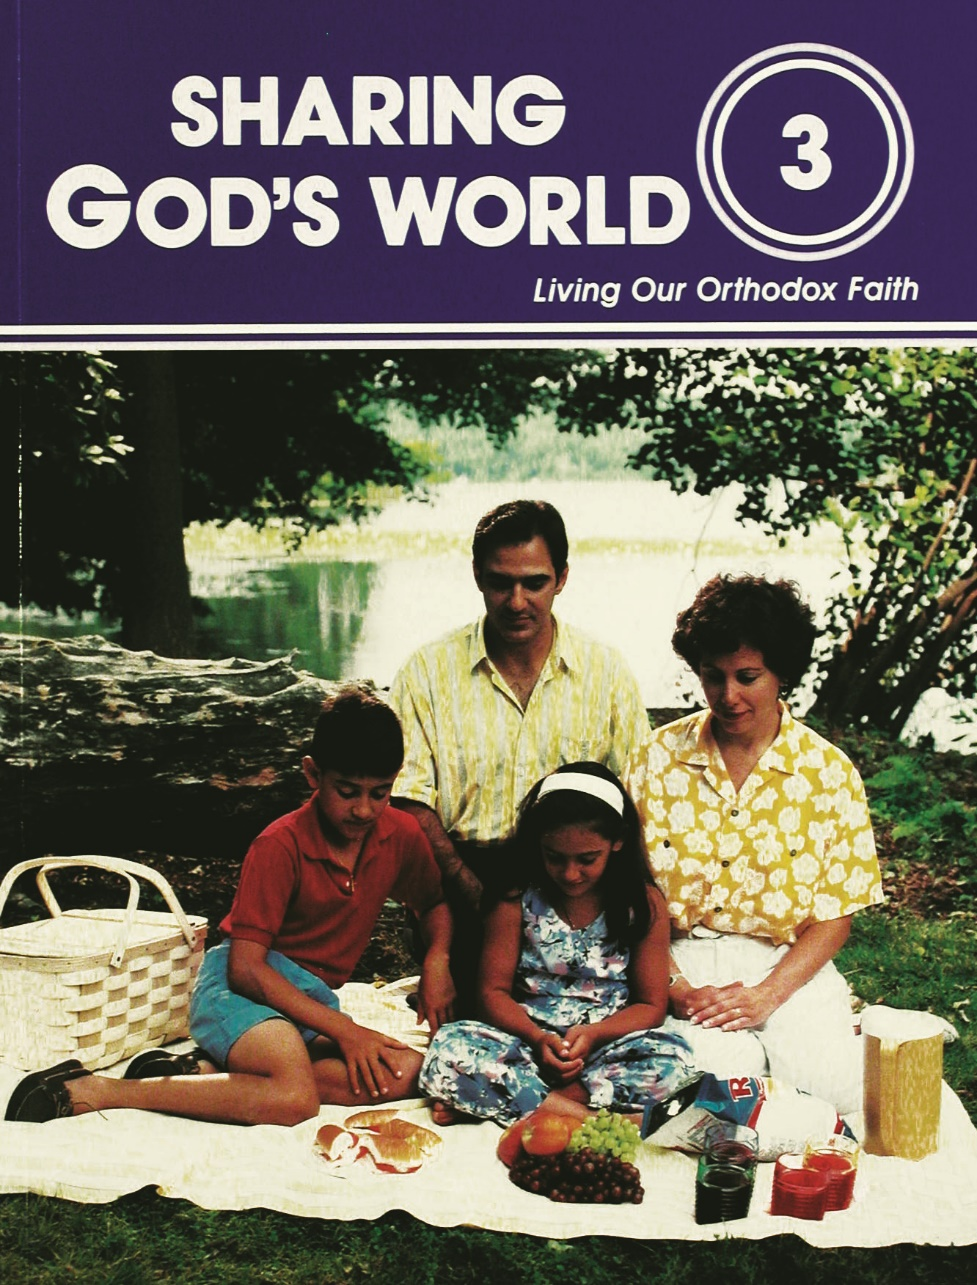 SHARING
GOD'S WORLD
3
Living Our Orthodox Faith
R